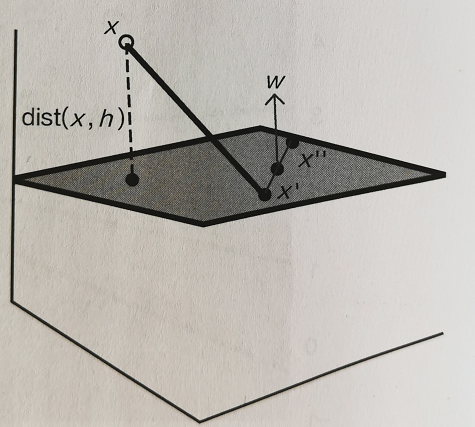 x
w
dist(x, h)
x''
x'